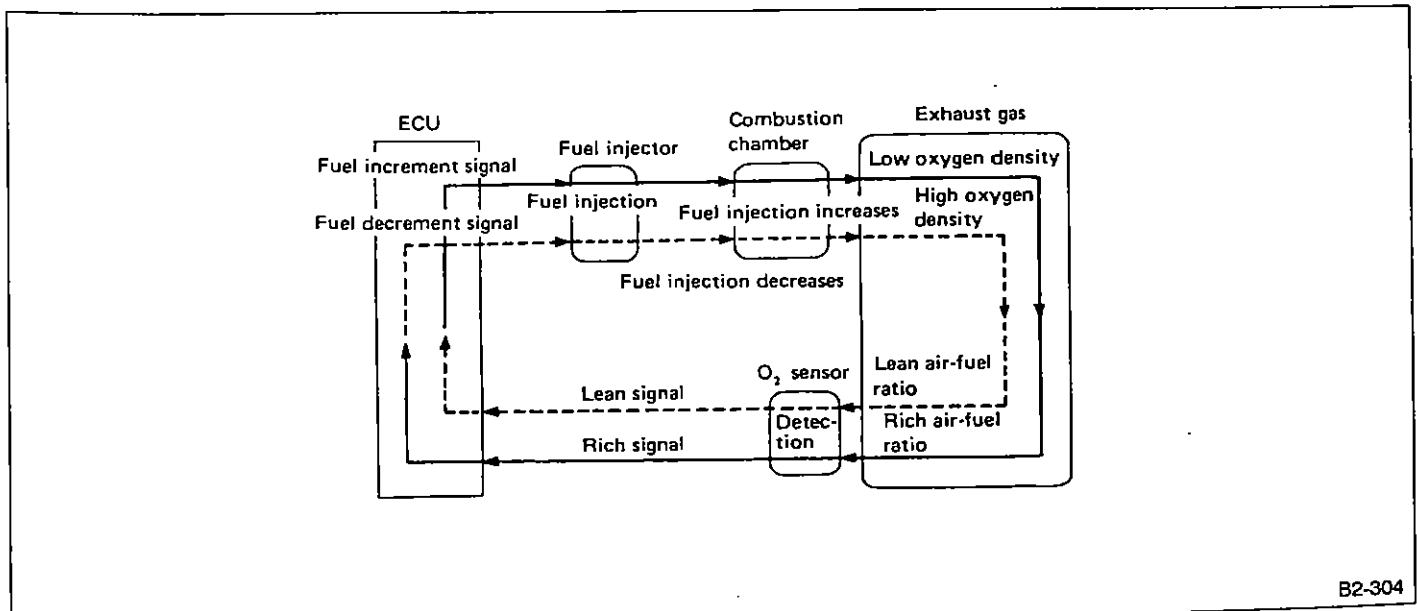 ECU
Fuel injector
Combustion
chamber
Exhaust gas
Fuel increment signal
Low oxygen density
Fuel injection
Fuel injection increases
High oxygen
density
Fuel decrement signal
Fuel injection decreases
O₂ sensor
Lean air-fuel
ratio
Lean signal
Detec-
tion
Rich air-fuel
ratio
Rich signal
B2-304